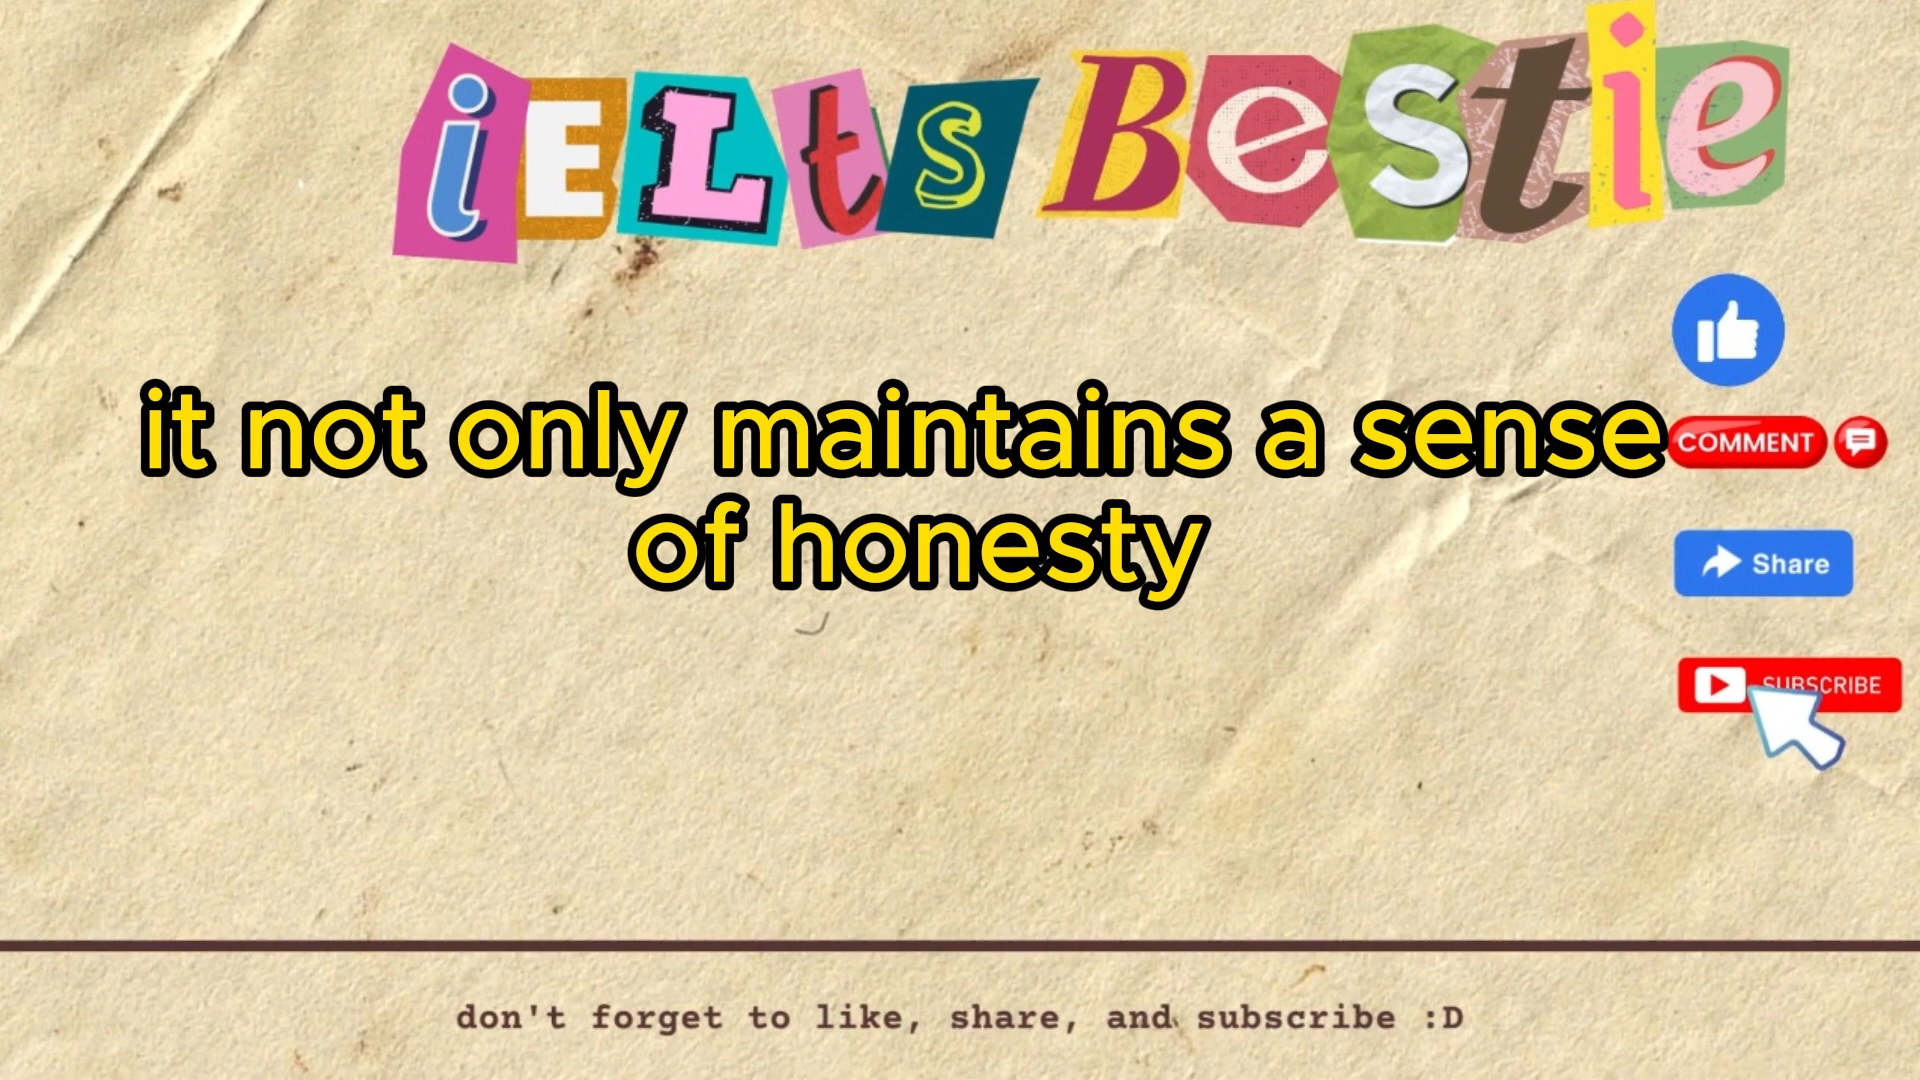 iELts Bestie
it not only maintains a sense
COMMENT
of honesty
Share
SUBSCRIBE
don't forget to like, share, and subscribe :D